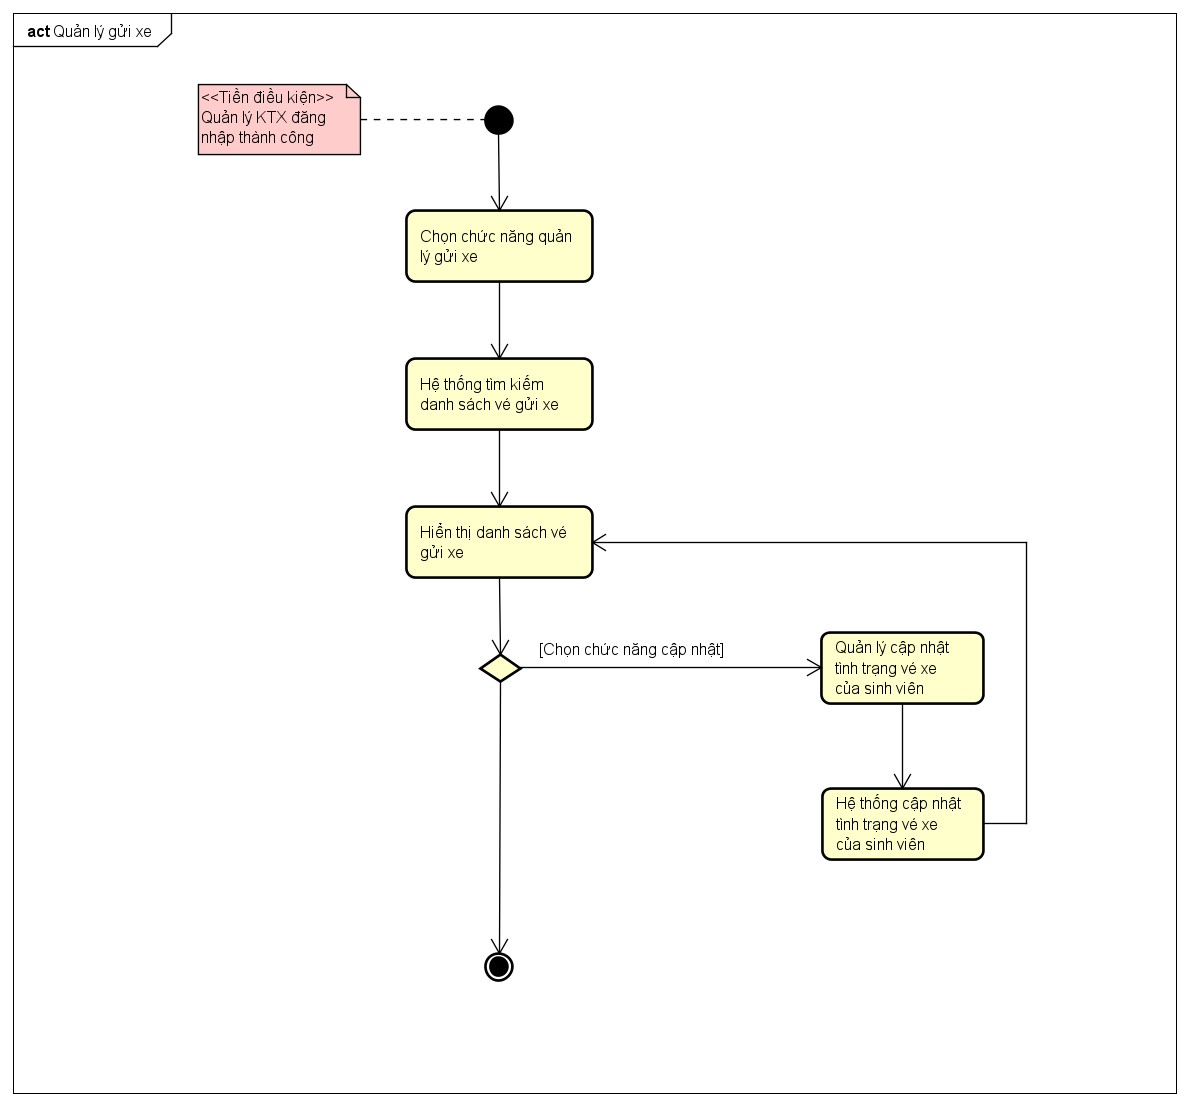 act Quản lý gửi xe
<<Tiền điều kiện>>
Quản lý KTX đăng
nhập thành công
Chọn chức năng quản
lý gửi xe
Hệ thống tìm kiếm
danh sách vé gửi xe
Hiển thị danh sách vé
gửi xe
[Chọn chức năng cập nhật]
Quản lý cập nhật
tình trạng vé xe
của sinh viên
Hệ thống cập nhật
tình trạng vé xe
của sinh viên